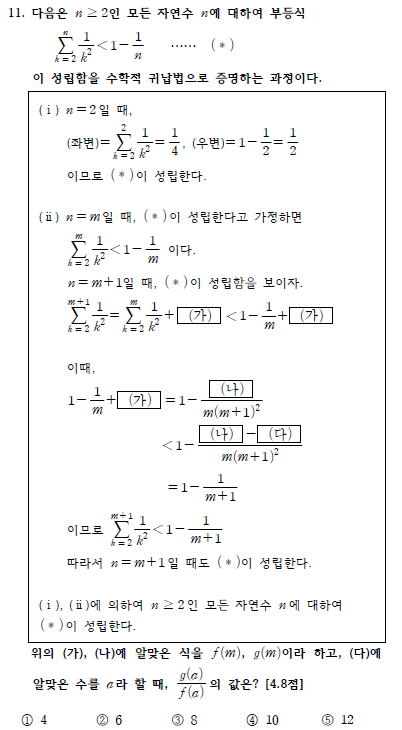 11. 다음은 n ≥ 2인 모든 자연수 n에 대하여 부등식
\sum_{k=2}^{n} \frac{1}{k^2} < 1 - \frac{1}{n} …… (*)
이 성립함을 수학적 귀납법으로 증명하는 과정이다.
(ⅰ) n = 2일 때,
(좌변) = \sum_{k=2}^{2} \frac{1}{k^2} = \frac{1}{4}, (우변) = 1 - \frac{1}{2} = \frac{1}{2}
이므로 (*)이 성립한다.
(ⅱ) n = m일 때, (*)이 성립한다고 가정하면
\sum_{k=2}^{m} \frac{1}{k^2} < 1 - \frac{1}{m} 이다.
n = m+1일 때, (*)이 성립함을 보이자.
\sum_{k=2}^{m+1} \frac{1}{k^2} = \sum_{k=2}^{m} \frac{1}{k^2} + (가) < 1 - \frac{1}{m} + (가)
이때,
1 - \frac{1}{m} + (가) = 1 - \frac{(나)}{m(m+1)^2}
< 1 - \frac{(나) - (다)}{m(m+1)^2}
= 1 - \frac{1}{m+1}
이므로 \sum_{k=2}^{m+1} \frac{1}{k^2} < 1 - \frac{1}{m+1}
따라서 n = m+1일 때도 (*)이 성립한다.
(ⅰ), (ⅱ)에 의하여 n ≥ 2인 모든 자연수 n에 대하여
(*)이 성립한다.
위의 (가), (나)에 알맞은 식을 f(m), g(m)이라 하고, (다)에
알맞은 수를 a라 할 때, \frac{g(a)}{f(a)}의 값은? [4.8점]
① 4 ② 6 ③ 8 ④ 10 ⑤ 12